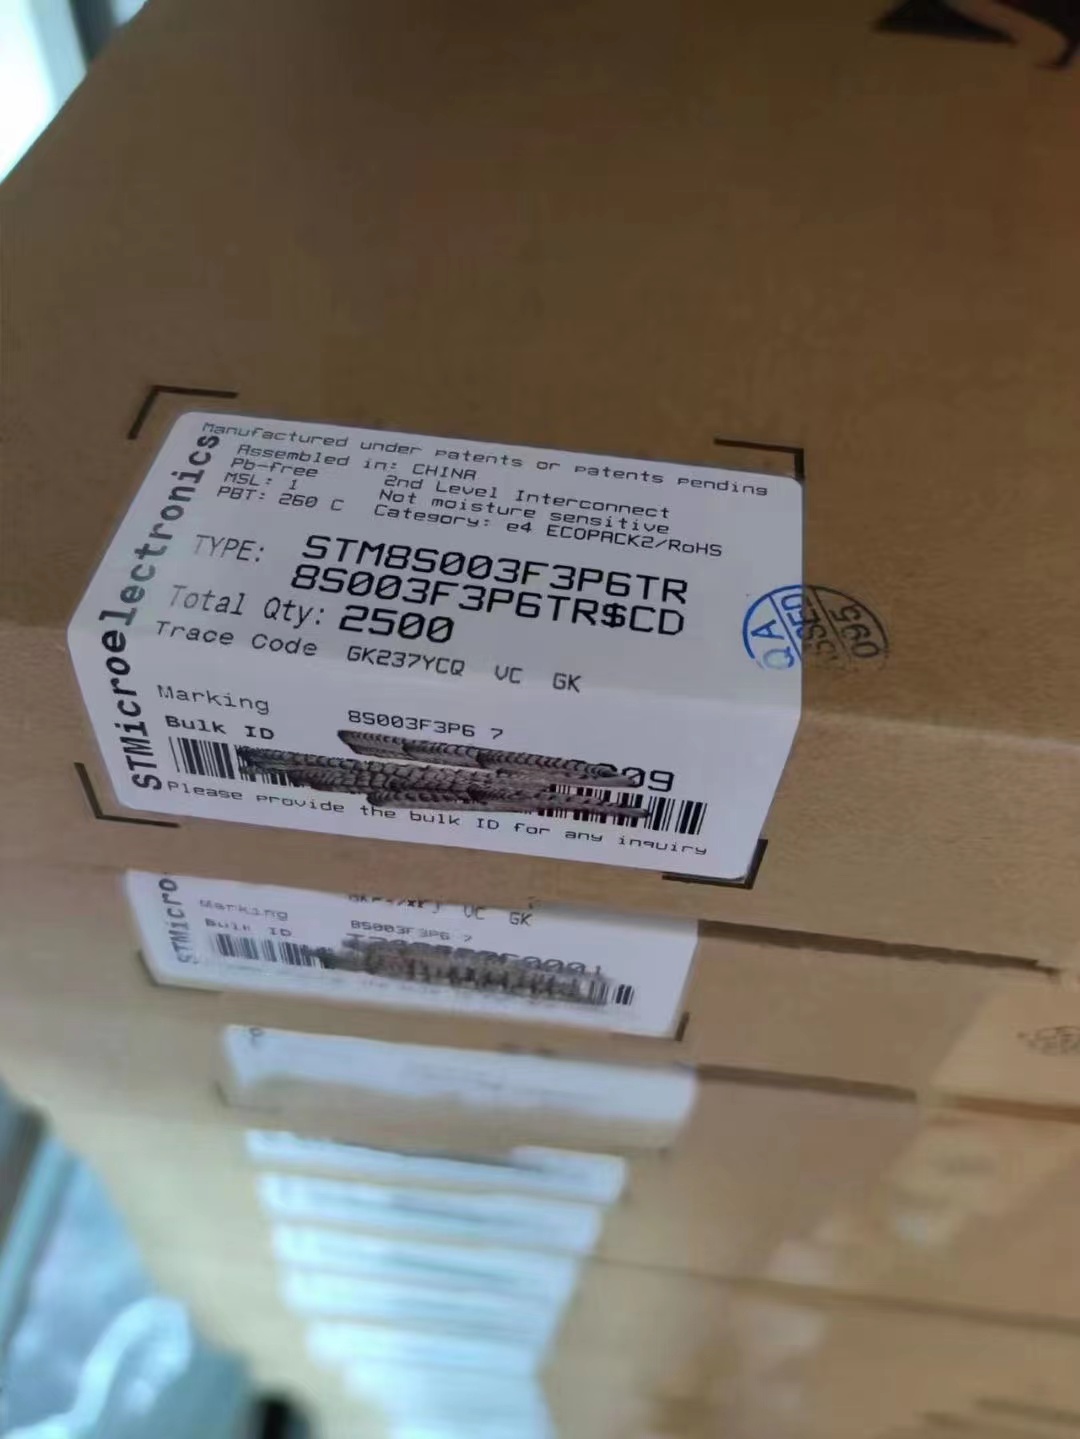 STMicroelectronics
Manufactured under patents or patents pending
Assembled in: CHINA
Pb-free 2nd Level Interconnect
MSL: 1 Not moisture sensitive
PBT: 260 C Category: e4 ECOPACK2/RoHS
TYPE: STM8S003F3P6TR
8S003F3P6TR$CD
Total Qty: 2500
Trace Code GK237YCQ VC GK
Marking 8S003F3P6 7
Bulk ID
09
Please provide the bulk ID for any inquiry
QA
095
STMicro
VC GK
Marking 8S003F3P6 7
Bulk ID